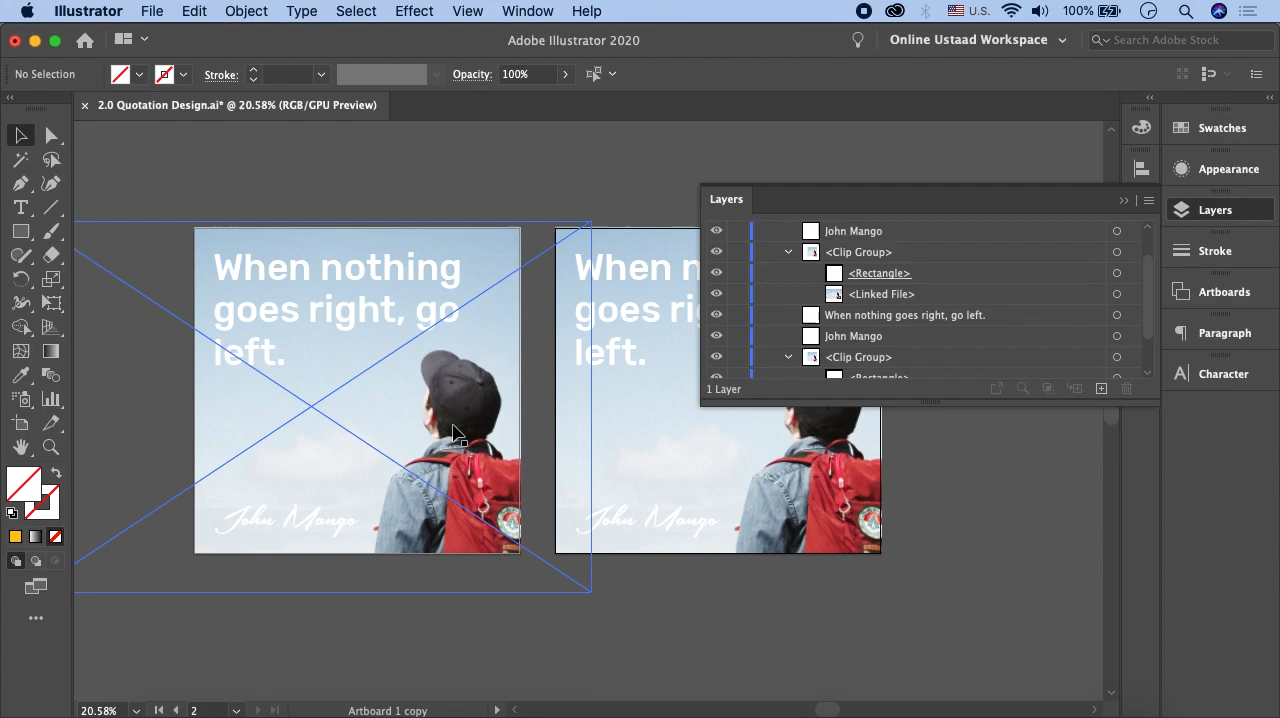 Illustrator File Edit Object Type Select Effect View Window Help
U.S. 100%
Adobe Illustrator 2020
Online Ustaad Workspace
Search Adobe Stock
No Selection
Stroke:
Opacity: 100%
× 2.0 Quotation Design.ai* @ 20.58% (RGB/GPU Preview)
Swatches
Appearance
Layers
Stroke
Artboards
Paragraph
Character
Layers
John Mango
<Clip Group>
<Rectangle>
<Linked File>
When nothing goes right, go left.
John Mango
<Clip Group>
<Rectangle>
1 Layer
When nothing
goes right, go
left.
John Mango
When n
goes rig
left.
John Mango
20.58%
2
Artboard 1 copy